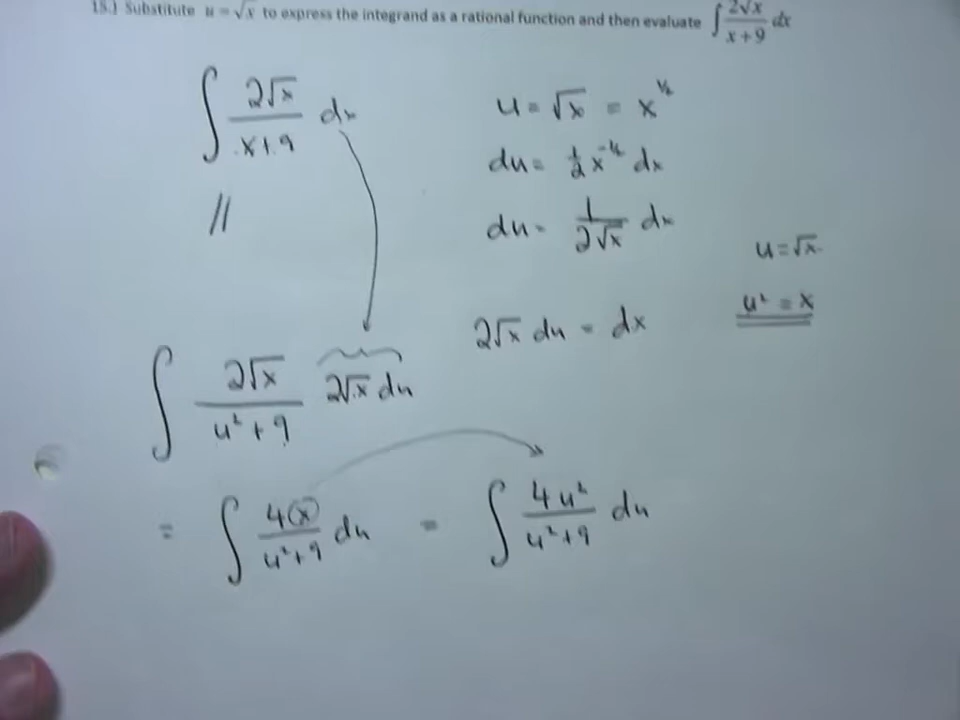 15.) Substitute u = √x to express the integrand as a rational function and then evaluate ∫ 2√x / x+9 dx
∫ 2√x / x+9 dx
u = √x = x^½
du = ½ x^-½ dx
||
du = 1 / 2√x dx
u = √x
u² = x
2√x du = dx
∫ 2√x / u²+9 2√x du
= ∫ 4(x) / u²+9 du = ∫ 4u² / u²+9 du